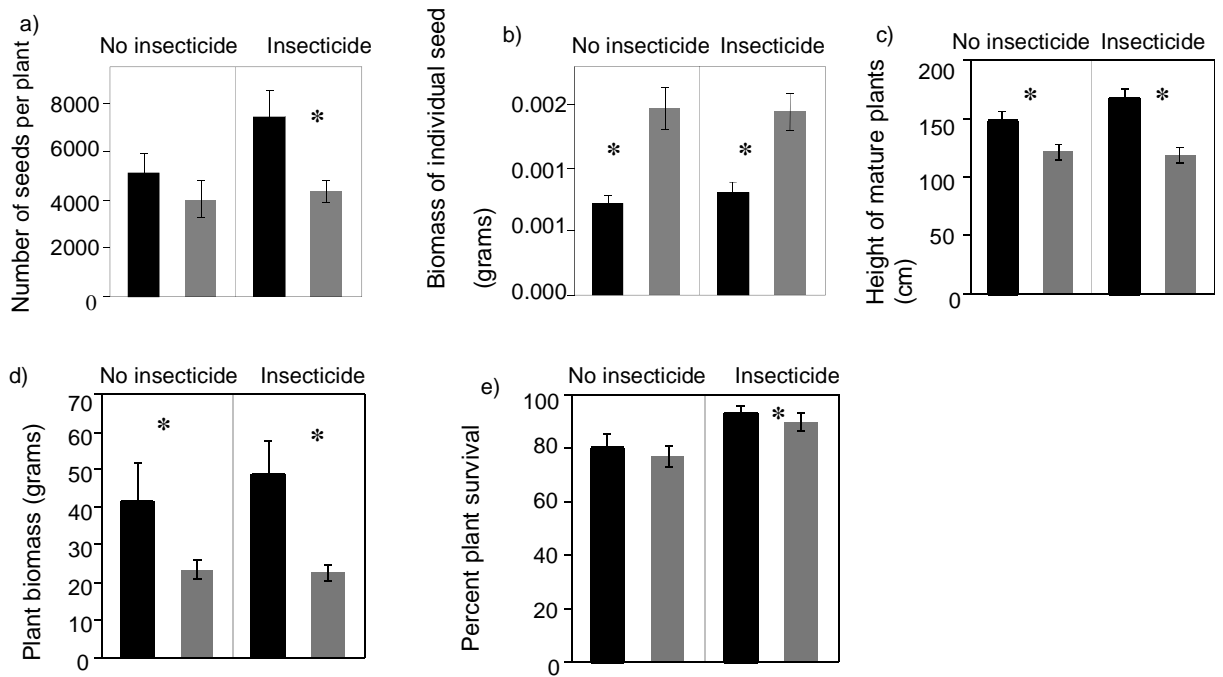 a)
No insecticide Insecticide
Number of seeds per plant
8000
6000
4000
2000
0
*
b)
No insecticide Insecticide
Biomass of individual seed
(grams)
0.002
0.001
0.001
0.000
*
*
c)
No insecticide Insecticide
Height of mature plants
(cm)
200
150
100
50
0
*
*
d)
No insecticide Insecticide
Plant biomass (grams)
70
60
50
40
30
20
10
0
*
*
e)
No insecticide Insecticide
Percent plant survival
100
80
60
40
20
0
*